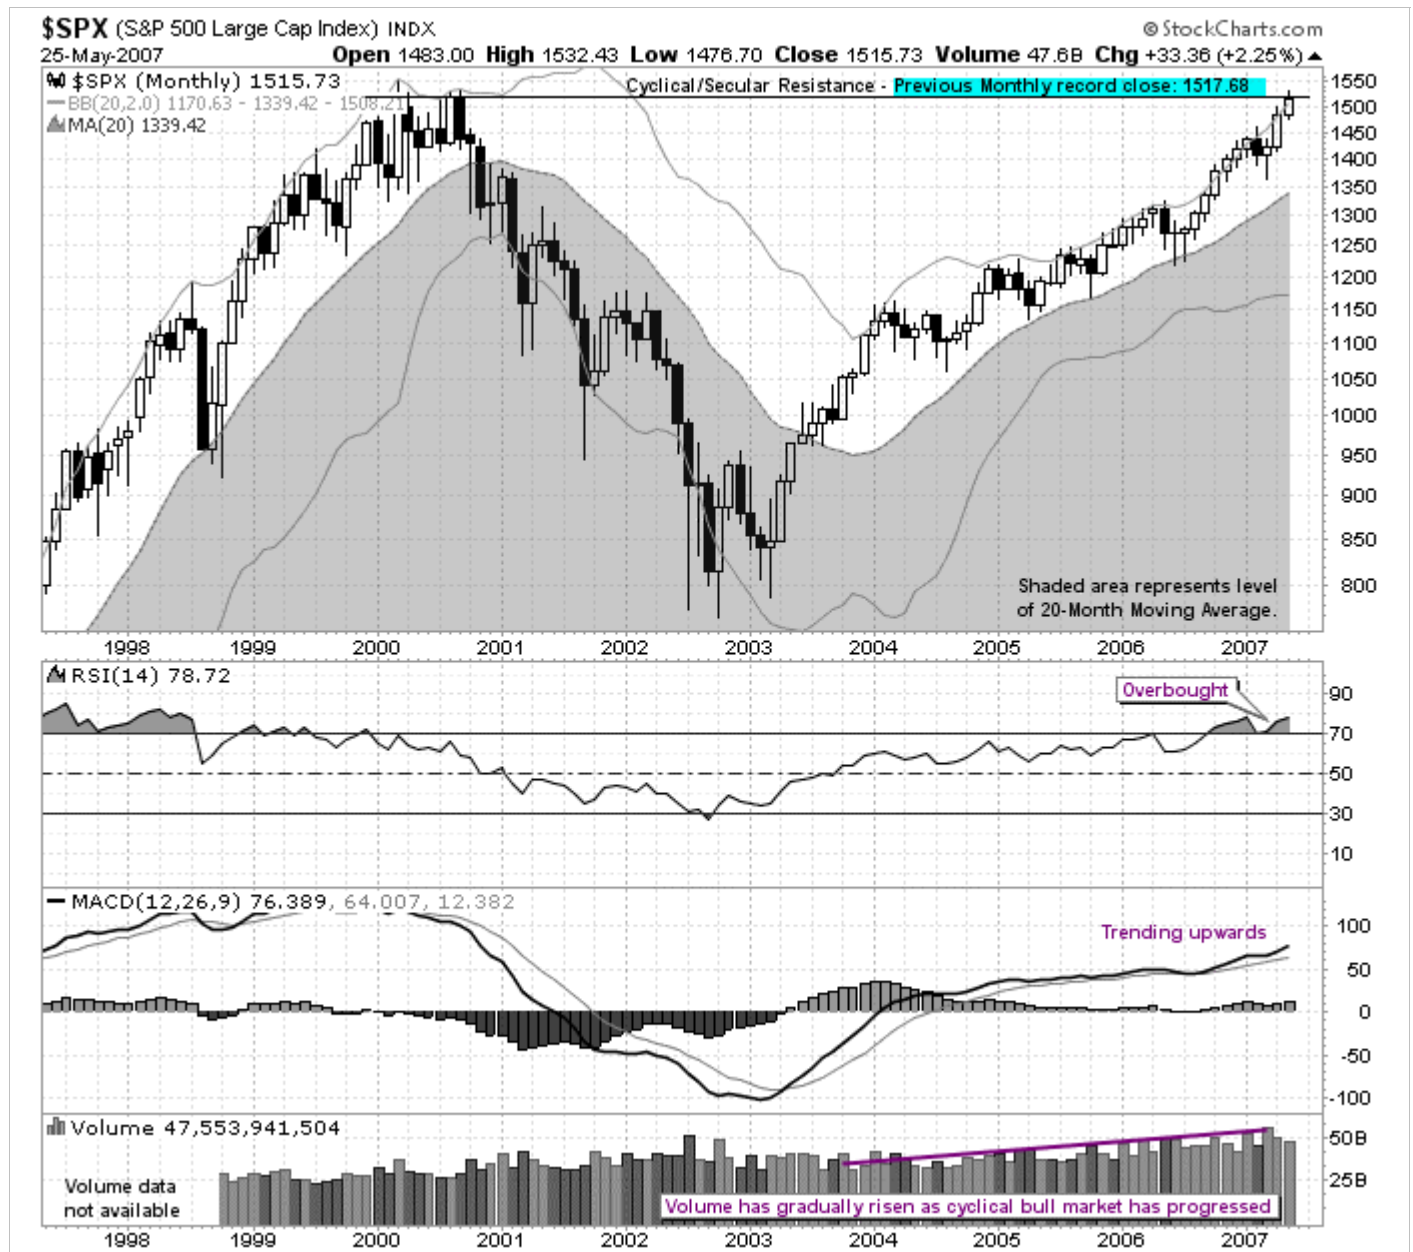 $SPX (S&P 500 Large Cap Index) INDX
© StockCharts.com
25-May-2007
Open 1483.00 High 1532.43 Low 1476.70 Close 1515.73 Volume 47.6B Chg +33.36 (+2.25%)
$SPX (Monthly) 1515.73
BB(20,2.0) 1170.63 - 1339.42 - 1508.21
MA(20) 1339.42
Cyclical/Secular Resistance - Previous Monthly record close: 1517.68
1550
1500
1450
1400
1350
1300
1250
1200
1150
1100
1050
1000
950
900
850
800
Shaded area represents level
of 20-Month Moving Average.
1998 1999 2000 2001 2002 2003 2004 2005 2006 2007
RSI(14) 78.72
Overbought
90
70
50
30
10
MACD(12,26,9) 76.389, 64.007, 12.382
Trending upwards
100
50
0
-50
-100
Volume 47,553,941,504
50B
25B
Volume data
not available
Volume has gradually risen as cyclical bull market has progressed
1998 1999 2000 2001 2002 2003 2004 2005 2006 2007